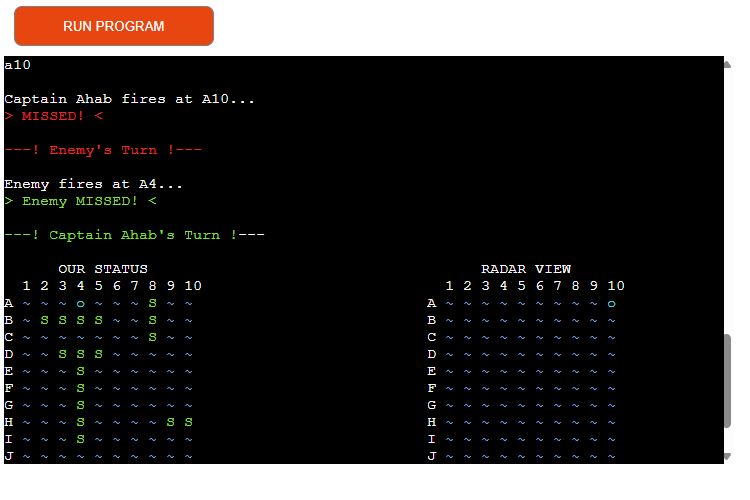 RUN PROGRAM
a10
Captain Ahab fires at A10...
> MISSED! <
---! Enemy's Turn !---
Enemy fires at A4...
> Enemy MISSED! <
---! Captain Ahab's Turn !---
OUR STATUS RADAR VIEW
1 2 3 4 5 6 7 8 9 10 1 2 3 4 5 6 7 8 9 10
A ~ ~ ~ o ~ ~ ~ S ~ ~ A ~ ~ ~ ~ ~ ~ ~ ~ ~ o
B ~ S S S S ~ ~ S ~ ~ B ~ ~ ~ ~ ~ ~ ~ ~ ~ ~
C ~ ~ ~ ~ ~ ~ ~ S ~ ~ C ~ ~ ~ ~ ~ ~ ~ ~ ~ ~
D ~ ~ S S S ~ ~ ~ ~ ~ D ~ ~ ~ ~ ~ ~ ~ ~ ~ ~
E ~ ~ ~ S ~ ~ ~ ~ ~ ~ E ~ ~ ~ ~ ~ ~ ~ ~ ~ ~
F ~ ~ ~ S ~ ~ ~ ~ ~ ~ F ~ ~ ~ ~ ~ ~ ~ ~ ~ ~
G ~ ~ ~ S ~ ~ ~ ~ ~ ~ G ~ ~ ~ ~ ~ ~ ~ ~ ~ ~
H ~ ~ ~ S ~ ~ ~ ~ S S H ~ ~ ~ ~ ~ ~ ~ ~ ~ ~
I ~ ~ ~ S ~ ~ ~ ~ ~ ~ I ~ ~ ~ ~ ~ ~ ~ ~ ~ ~
J ~ ~ ~ ~ ~ ~ ~ ~ ~ ~ J ~ ~ ~ ~ ~ ~ ~ ~ ~ ~